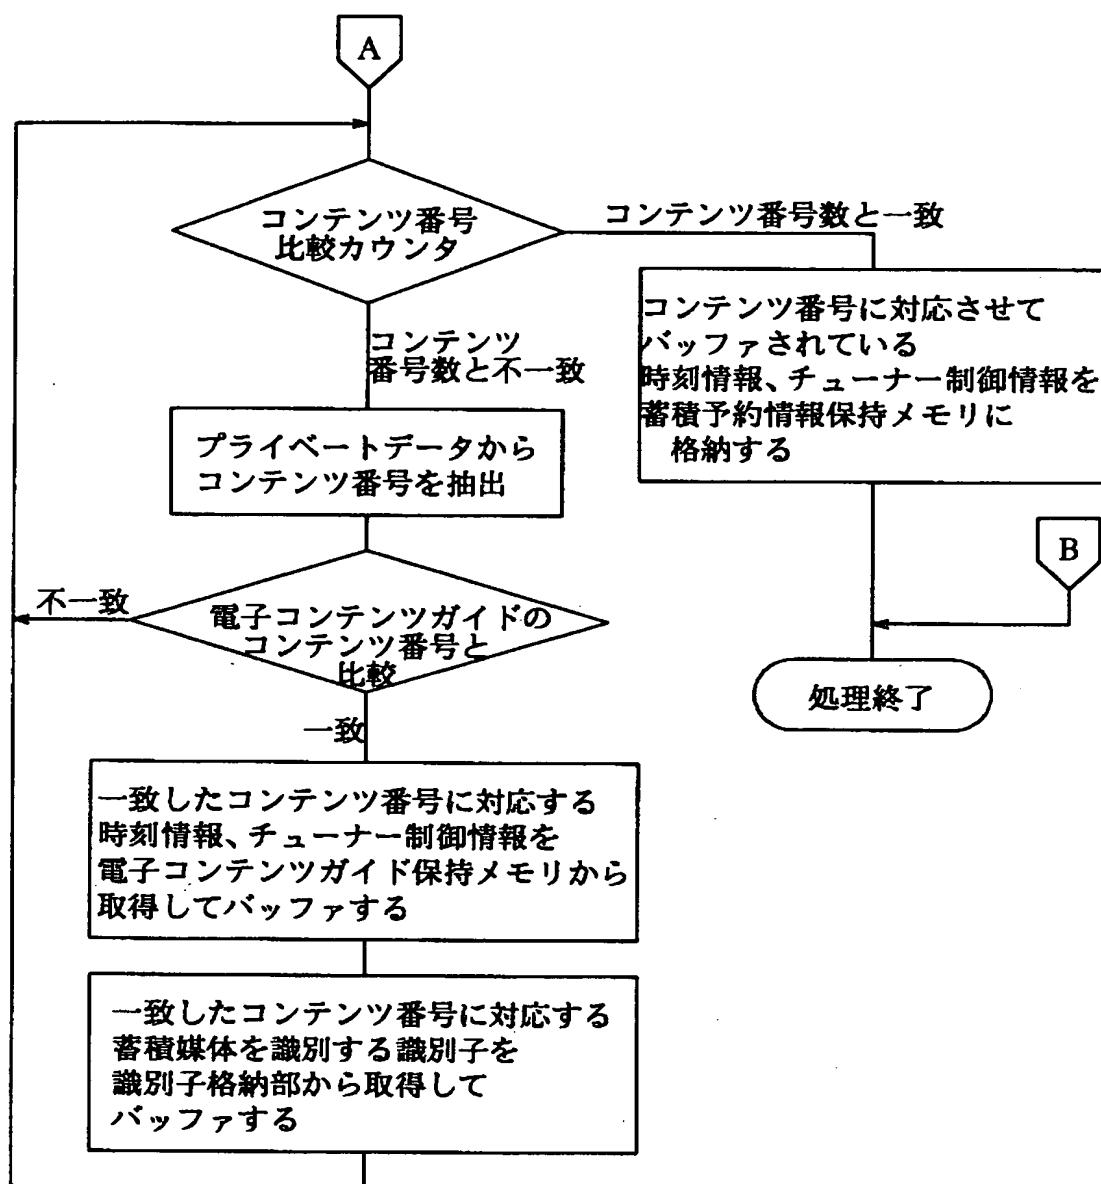 A
コンテンツ番号
比較カウンタ
コンテンツ番号数と一致
コンテンツ番号に対応させて
バッファされている
時刻情報、チューナー制御情報を
蓄積予約情報保持メモリに
格納する
コンテンツ
番号数と不一致
プライベートデータから
コンテンツ番号を抽出
B
不一致
電子コンテンツガイドの
コンテンツ番号と
比較
処理終了
一致
一致したコンテンツ番号に対応する
時刻情報、チューナー制御情報を
電子コンテンツガイド保持メモリから
取得してバッファする
一致したコンテンツ番号に対応する
蓄積媒体を識別する識別子を
識別子格納部から取得して
バッファする